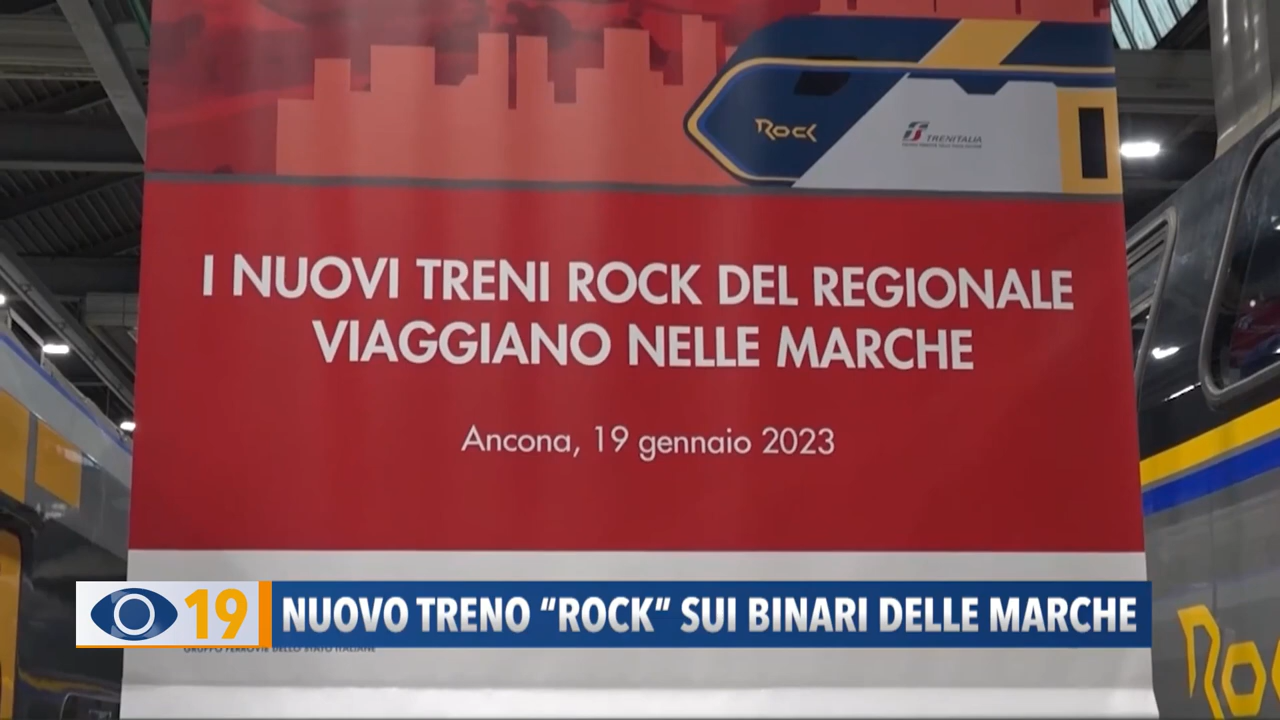 Rock
TRENITALIA
I NUOVI TRENI ROCK DEL REGIONALE
VIAGGIANO NELLE MARCHE
Ancona, 19 gennaio 2023
19
NUOVO TRENO “ROCK” SUI BINARI DELLE MARCHE
GRUPPO FERROVIE DELLO STATO ITALIANE
Roc